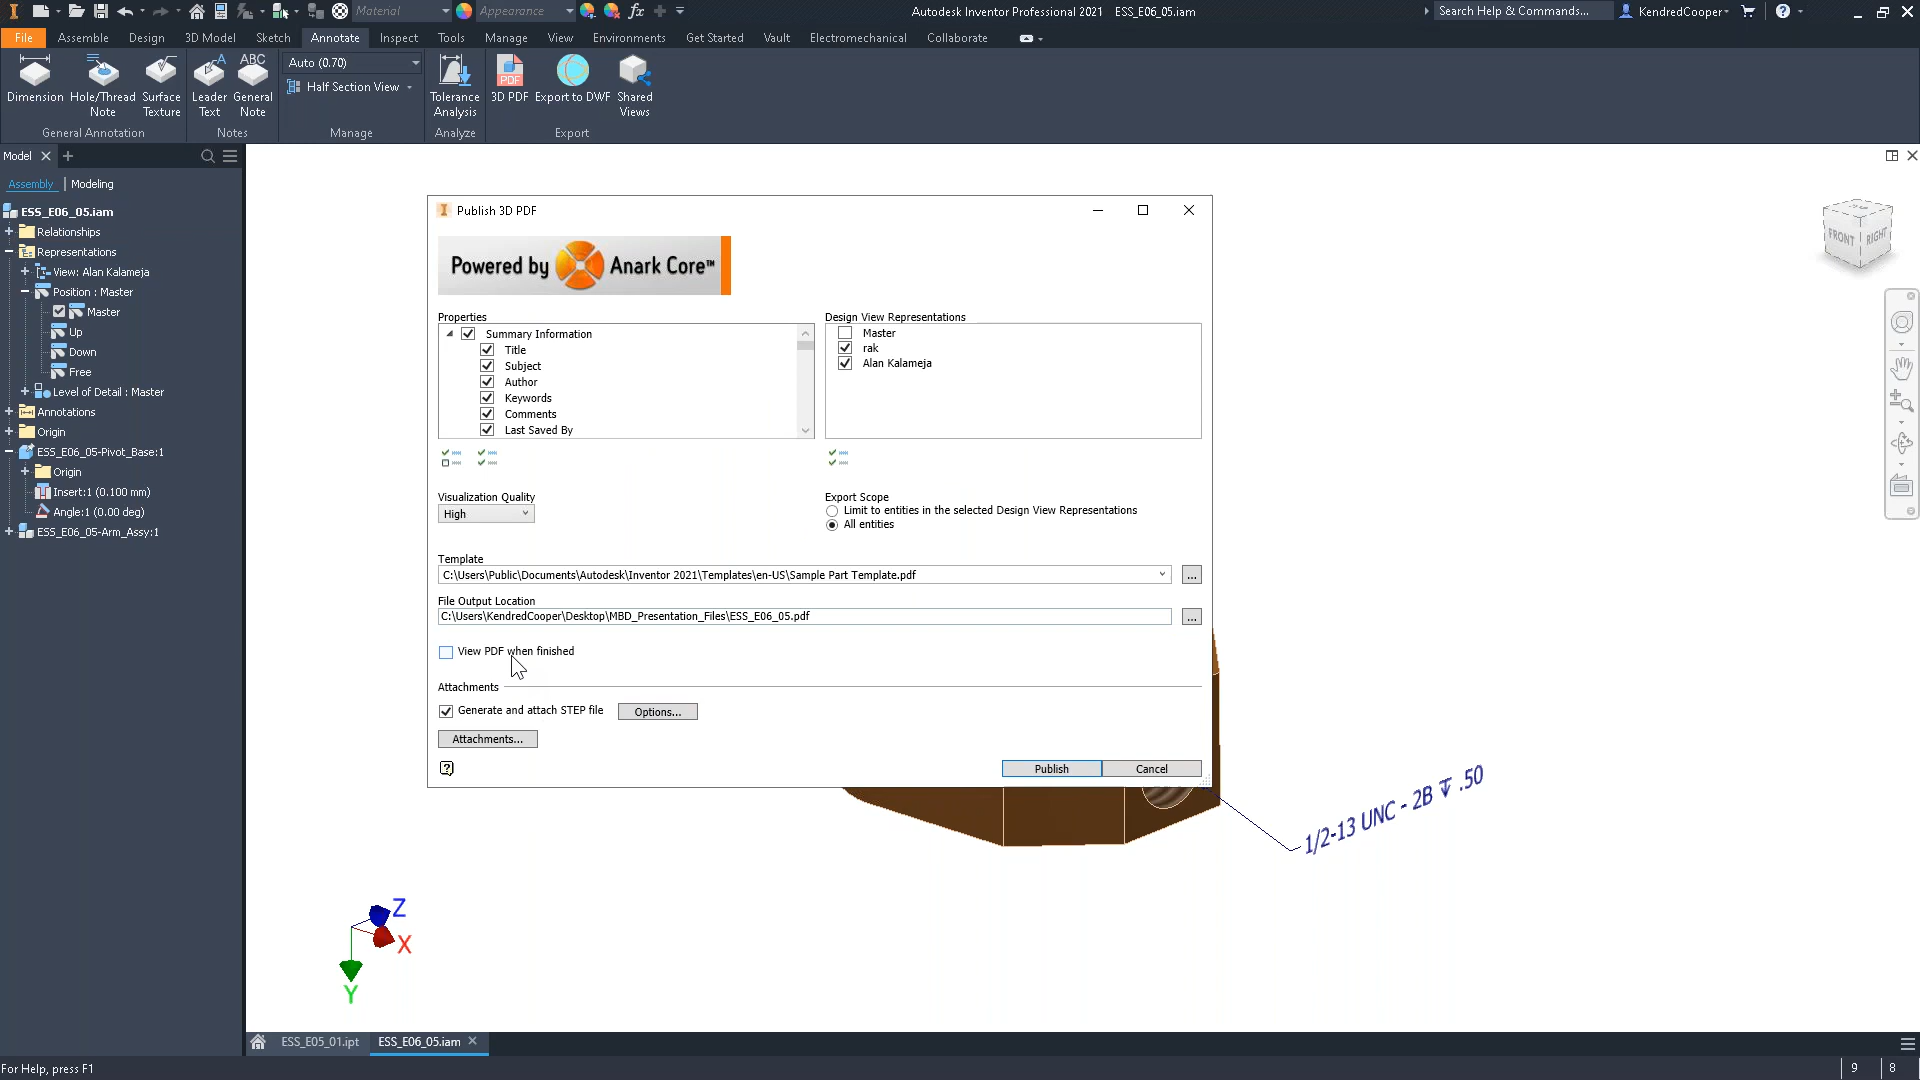 Material
Appearance
fx
Autodesk Inventor Professional 2021 ESS_E06_05.iam
Search Help & Commands...
KendredCooper
File Assemble Design 3D Model Sketch Annotate Inspect Tools Manage View Environments Get Started Vault Electromechanical Collaborate
Dimension
Hole/Thread
Note
Surface
Texture
General Annotation
A
Leader
Text
ABC
General
Note
Notes
Auto (0.70)
Half Section View
Manage
Tolerance
Analysis
Analyze
PDF
3D PDF
Export to DWF
Shared
Views
Export
Model
Assembly | Modeling
ESS_E06_05.iam
Relationships
Representations
View: Alan Kalameja
Position : Master
Master
Up
Down
Free
Level of Detail : Master
Annotations
Origin
ESS_E06_05-Pivot_Base:1
Origin
Insert:1 (0.100 mm)
Angle:1 (0.00 deg)
ESS_E06_05-Arm_Assy:1
Publish 3D PDF
Powered by Anark Core™
Properties
Summary Information
Title
Subject
Author
Keywords
Comments
Last Saved By
Design View Representations
Master
rak
Alan Kalameja
Visualization Quality
High
Export Scope
Limit to entities in the selected Design View Representations
All entities
Template
C:\Users\Public\Documents\Autodesk\Inventor 2021\Templates\en-US\Sample Part Template.pdf
...
File Output Location
C:\Users\KendredCooper\Desktop\MBD_Presentation_Files\ESS_E06_05.pdf
...
View PDF when finished
Attachments
Generate and attach STEP file
Options...
Attachments...
Publish
Cancel
FRONT
RIGHT
1/2-13 UNC - 2B ↧ .50
Z
X
Y
ESS_E05_01.ipt
ESS_E06_05.iam
For Help, press F1
9
8